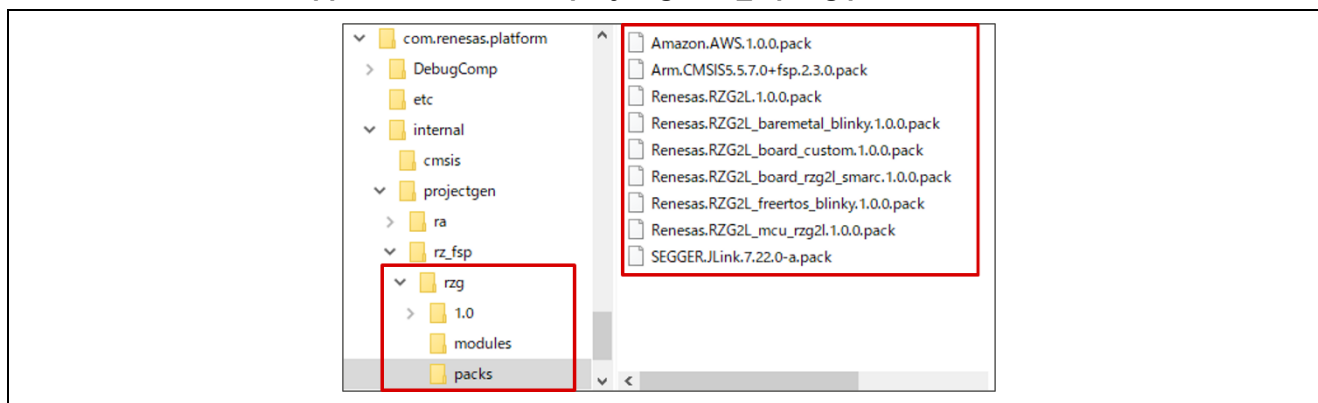 com.renesas.platform
DebugComp
etc
internal
cmsis
projectgen
ra
rz_fsp
rzg
1.0
modules
packs
Amazon.AWS.1.0.0.pack
Arm.CMSIS5.5.7.0+fsp.2.3.0.pack
Renesas.RZG2L.1.0.0.pack
Renesas.RZG2L_baremetal_blinky.1.0.0.pack
Renesas.RZG2L_board_custom.1.0.0.pack
Renesas.RZG2L_board_rzg2l_smarc.1.0.0.pack
Renesas.RZG2L_freertos_blinky.1.0.0.pack
Renesas.RZG2L_mcu_rzg2l.1.0.0.pack
SEGGER.JLink.7.22.0-a.pack